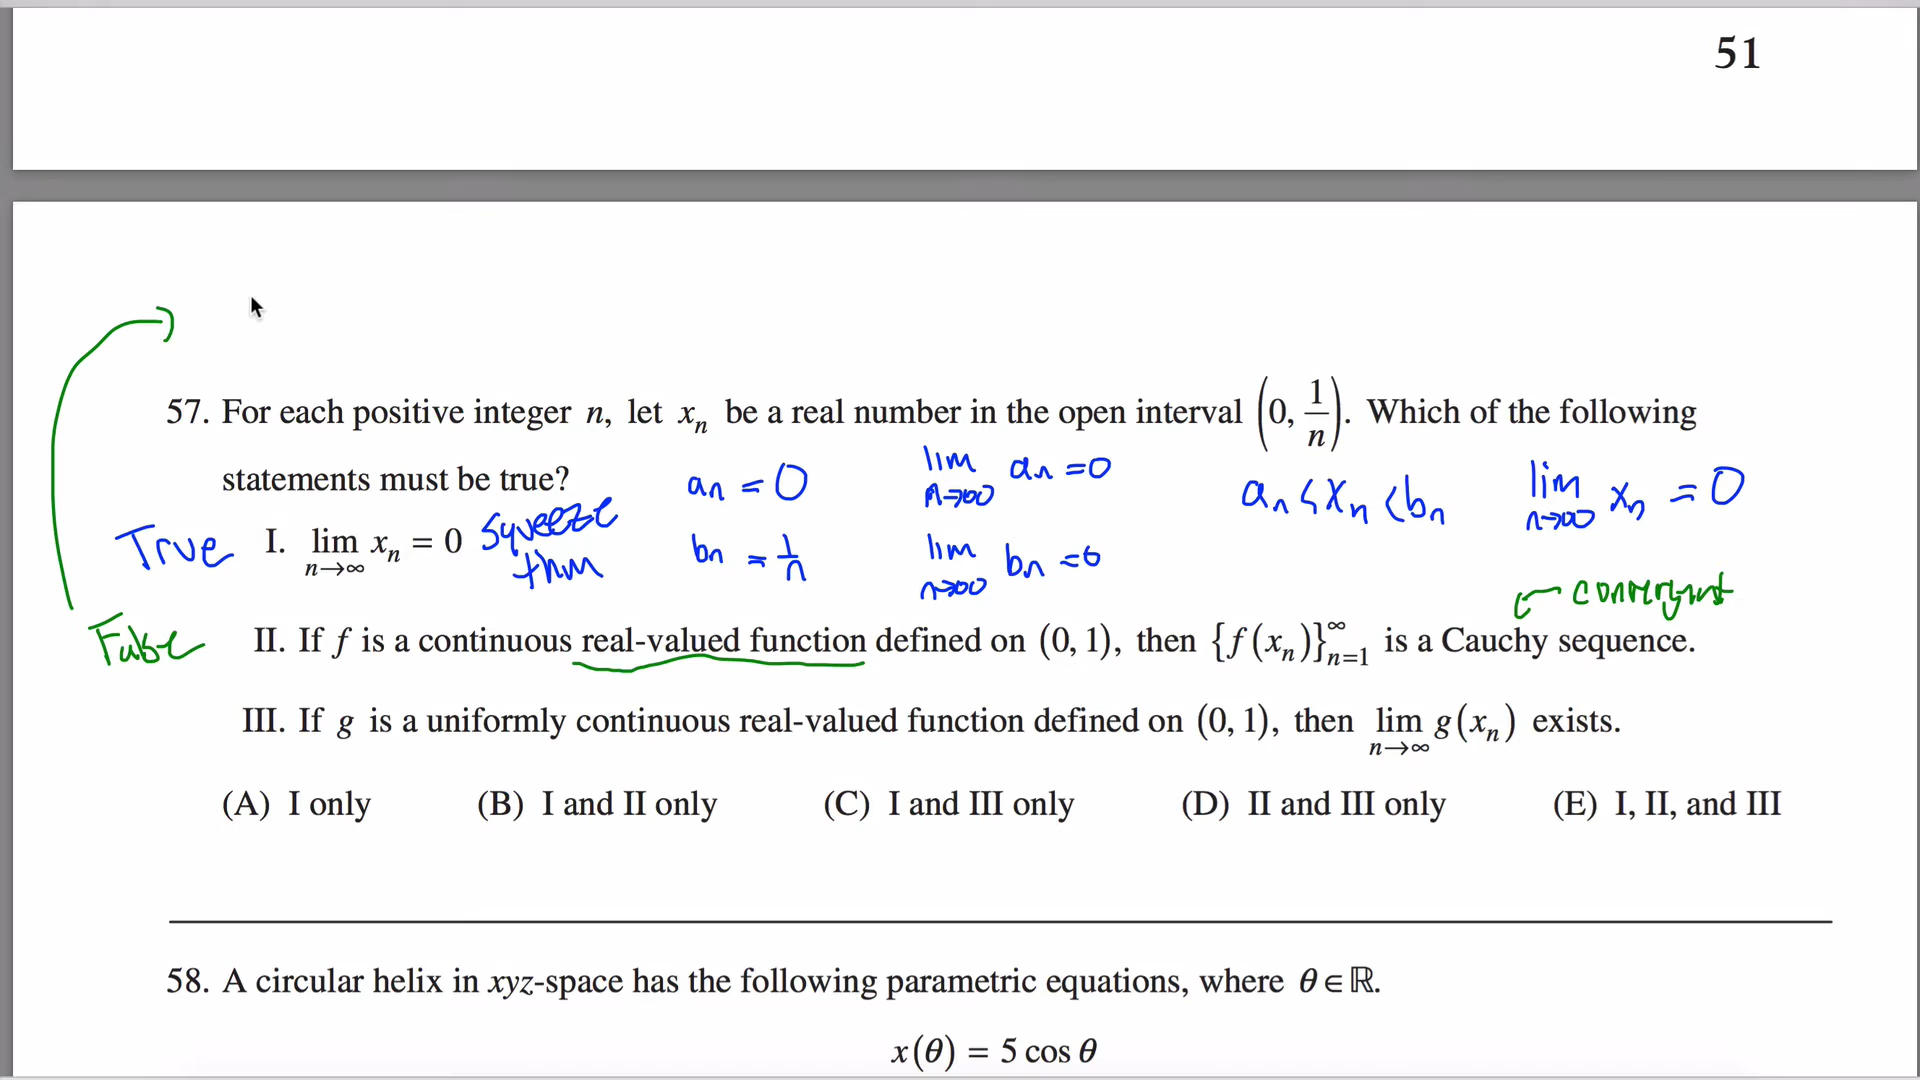 51
57. For each positive integer n, let xₙ be a real number in the open interval (0, 1/n). Which of the following
statements must be true?
aₙ = 0
lim n→∞ aₙ = 0
aₙ < xₙ < bₙ
lim n→∞ xₙ = 0
True
I. lim n→∞ xₙ = 0
Squeeze
thm
bₙ = 1/n
lim n→∞ bₙ = 0
convergent
False
II. If f is a continuous real-valued function defined on (0, 1), then {f(xₙ)}∞ n=1 is a Cauchy sequence.
III. If g is a uniformly continuous real-valued function defined on (0, 1), then lim n→∞ g(xₙ) exists.
(A) I only (B) I and II only (C) I and III only (D) II and III only (E) I, II, and III
58. A circular helix in xyz-space has the following parametric equations, where θ∈ℝ.
x(θ) = 5 cos θ